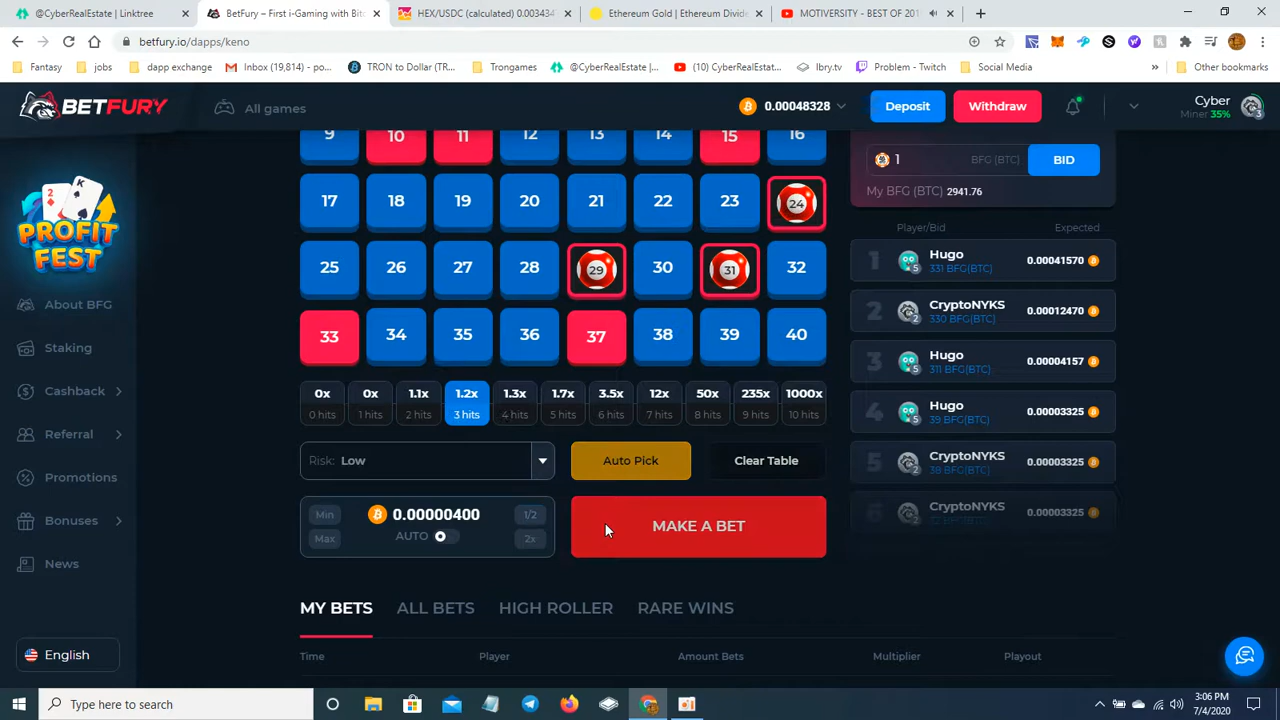 @CyberRealEstate | Linktree
BetFury – First i-Gaming with Bit
HEX/USDC (calculated) 0.003434
Ethereum Gold | Ethereum Divide
MOTIVERSITY - BEST OF 201
betfury.io/dapps/keno
Fantasy
jobs
dapp exchange
Inbox (19,814) - po...
TRON to Dollar (TR...
Trongames
@CyberRealEstate |...
(10) CyberRealEstat...
lbry.tv
Problem - Twitch
Social Media
»
Other bookmarks
BETFURY
All games
0.00048328
Deposit
Withdraw
Cyber
Miner 35%
3
9 10 11 12 13 14 15 16
17 18 19 20 21 22 23 24
25 26 27 28 29 30 31 32
33 34 35 36 37 38 39 40
0x 0x 1.1x 1.2x 1.3x 1.7x 3.5x 12x 50x 235x 1000x
0 hits 1 hits 2 hits 3 hits 4 hits 5 hits 6 hits 7 hits 8 hits 9 hits 10 hits
Risk: Low
Auto Pick
Clear Table
Min
0.00000400
1/2
Max
AUTO
2x
MAKE A BET
MY BETS
ALL BETS
HIGH ROLLER
RARE WINS
Time
Player
Amount Bets
Multiplier
Playout
1
BFG (BTC)
BID
My BFG (BTC) 2941.76
Player/Bid
Expected
1
5
Hugo
331 BFG(BTC)
0.00041570
2
2
CryptoNYKS
330 BFG(BTC)
0.00012470
3
5
Hugo
311 BFG(BTC)
0.00004157
4
5
Hugo
39 BFG(BTC)
0.00003325
5
2
CryptoNYKS
38 BFG(BTC)
0.00003325
6
2
CryptoNYKS
0.00003325
2
K
PROFIT
FEST
About BFG
Staking
Cashback
Referral
Promotions
Bonuses
News
English
Type here to search
3:06 PM
7/4/2020